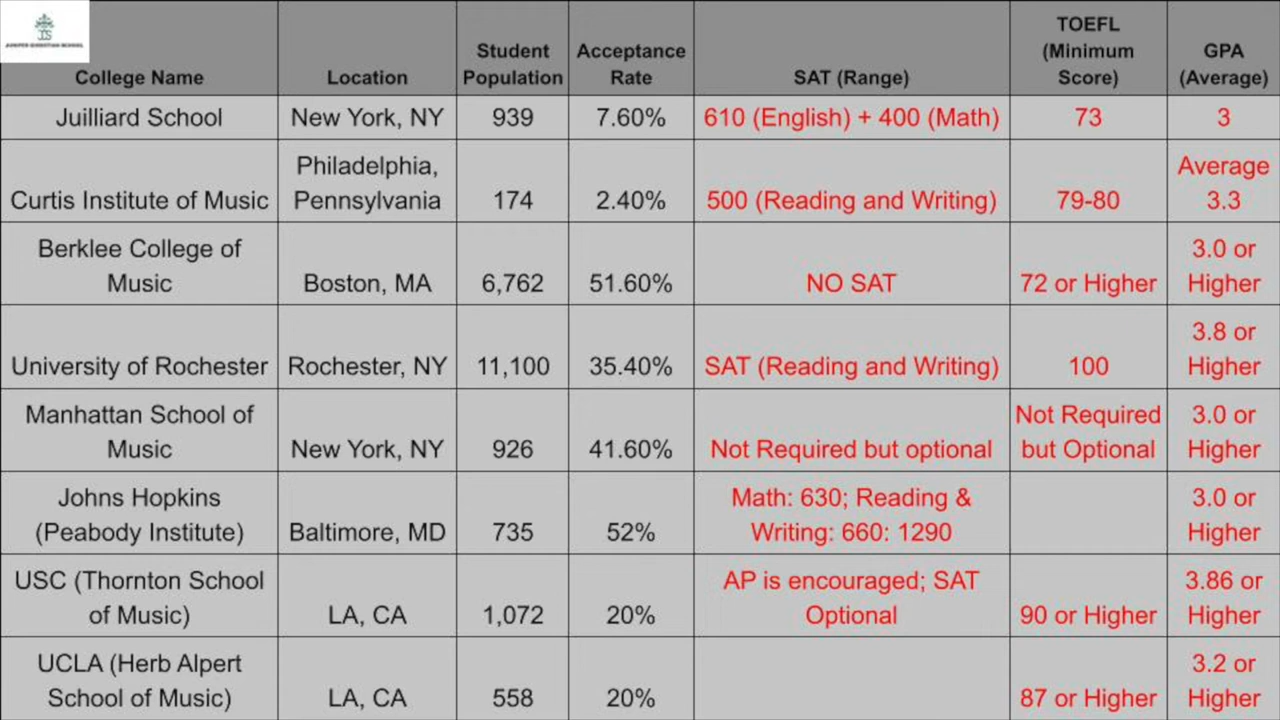 JCS
JUNIPER CHRISTIAN SCHOOL
College Name
Location
Student Population
Acceptance Rate
SAT (Range)
TOEFL (Minimum Score)
GPA (Average)
Juilliard School
New York, NY
939
7.60%
610 (English) + 400 (Math)
73
3
Curtis Institute of Music
Philadelphia,
Pennsylvania
174
2.40%
500 (Reading and Writing)
79-80
Average
3.3
Berklee College of
Music
Boston, MA
6,762
51.60%
NO SAT
72 or Higher
3.0 or
Higher
University of Rochester
Rochester, NY
11,100
35.40%
SAT (Reading and Writing)
100
3.8 or
Higher
Manhattan School of
Music
New York, NY
926
41.60%
Not Required but optional
Not Required
but Optional
3.0 or
Higher
Johns Hopkins
(Peabody Institute)
Baltimore, MD
735
52%
Math: 630; Reading &
Writing: 660: 1290
3.0 or
Higher
USC (Thornton School
of Music)
LA, CA
1,072
20%
AP is encouraged; SAT
Optional
90 or Higher
3.86 or
Higher
UCLA (Herb Alpert
School of Music)
LA, CA
558
20%
87 or Higher
3.2 or
Higher